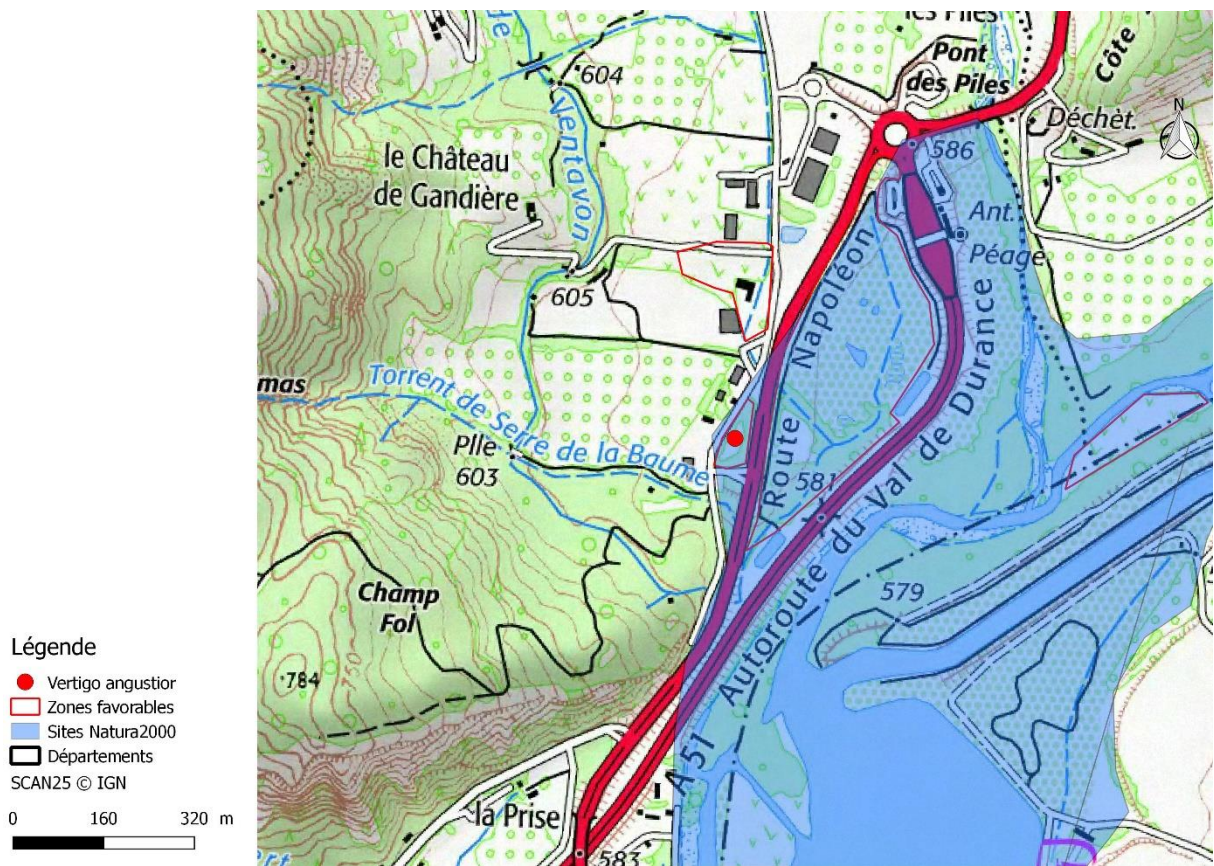 les Piles
Pont
des Piles
Côte
Déchèt.
N
604
de
Ventavon
le Château
de Gandière
586
Ant.
Péage
605
Route Napoléon
mas
Torrent de Serre de la Baume
Plle
603
581
Autoroute du Val de Durance
A 51
579
Champ
Fol
784
la Prise
583
Légende
Vertigo angustior
Zones favorables
Sites Natura2000
Départements
SCAN25 © IGN
0 160 320 m